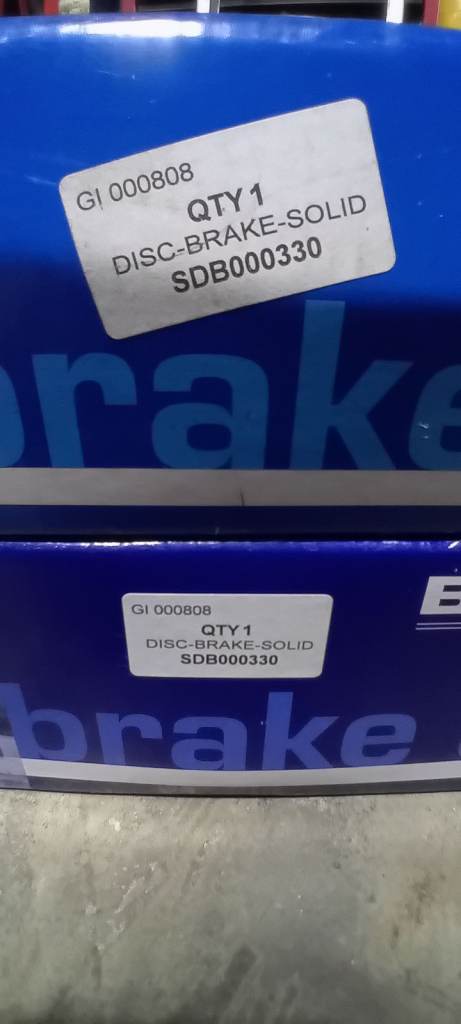 GI 000808
QTY 1
DISC-BRAKE-SOLID
SDB000330
brake
GI 000808
QTY 1
DISC-BRAKE-SOLID
SDB000330
B
brake